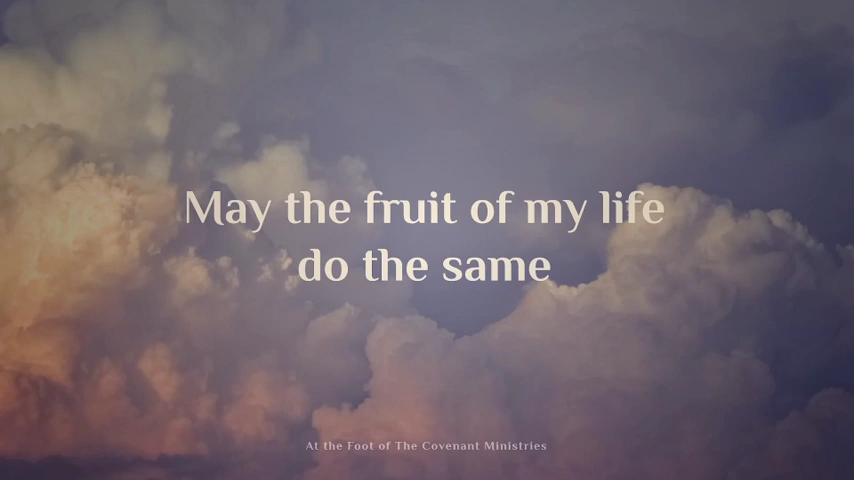 May the fruit of my life
do the same
At the Foot of The Covenant Ministries